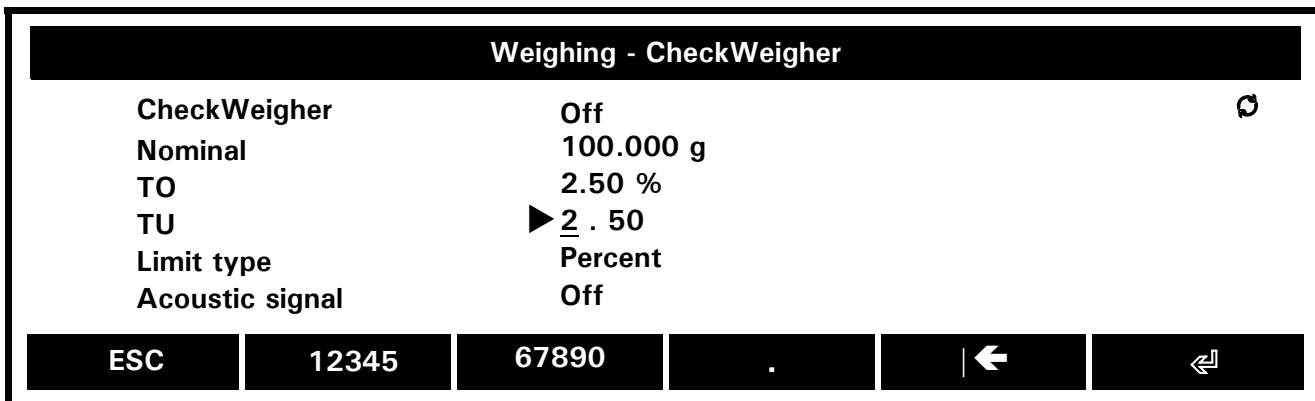 Weighing - CheckWeigher
CheckWeigher Off
Nominal 100.000 g
TO 2.50 %
TU ▶2 . 50
Limit type Percent
Acoustic signal Off
ESC 12345 67890 . |🡰 ⏎